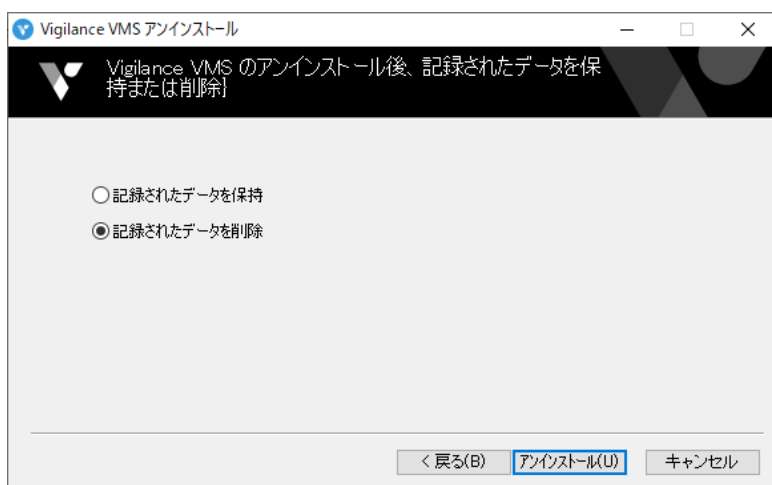 Vigilance VMS アンインストール
Vigilance VMS のアンインストール後、記録されたデータを保
持または削除}
記録されたデータを保持
記録されたデータを削除
< 戻る(B)
アンインストール(U)
キャンセル